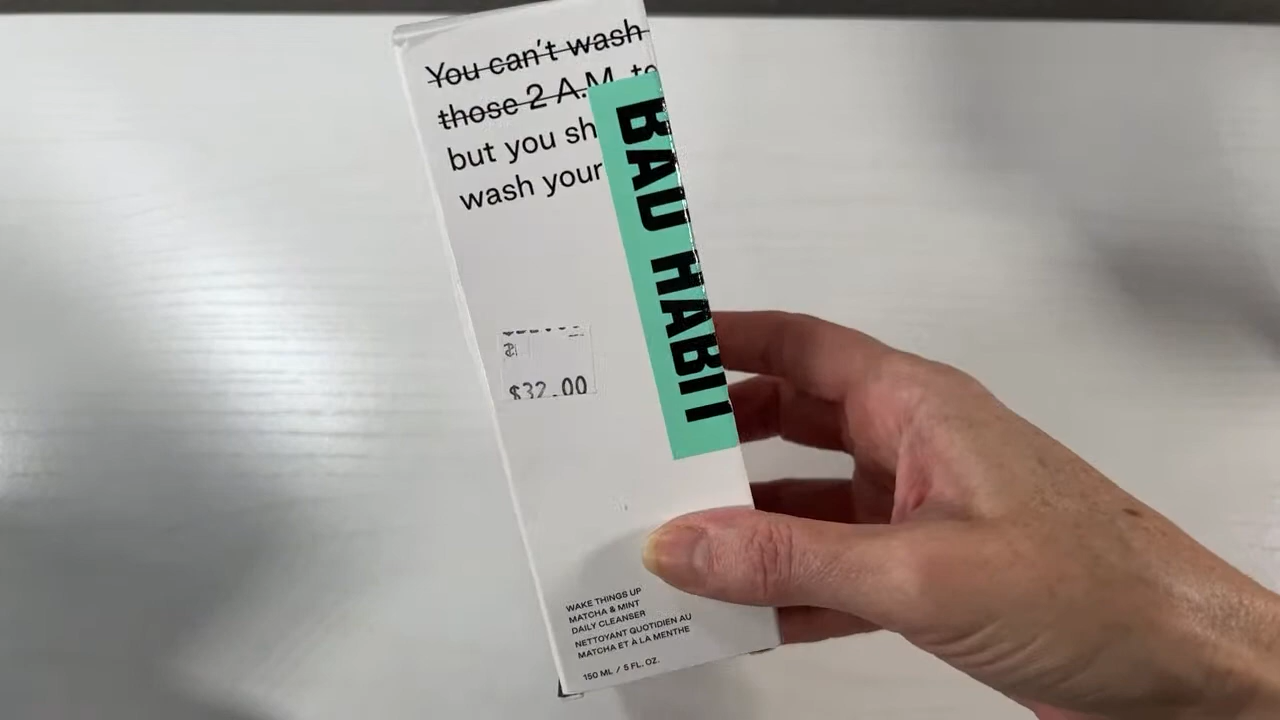 You can't wash
those 2 A.M.
but you
wash your
BAD HABIT
$32.00
WAKE THINGS UP
MATCHA & MINT
DAILY CLEANSER
NETTOYANT QUOTIDIEN AU
MATCHA ET À LA MENTHE
150 ML / 5 FL. OZ.